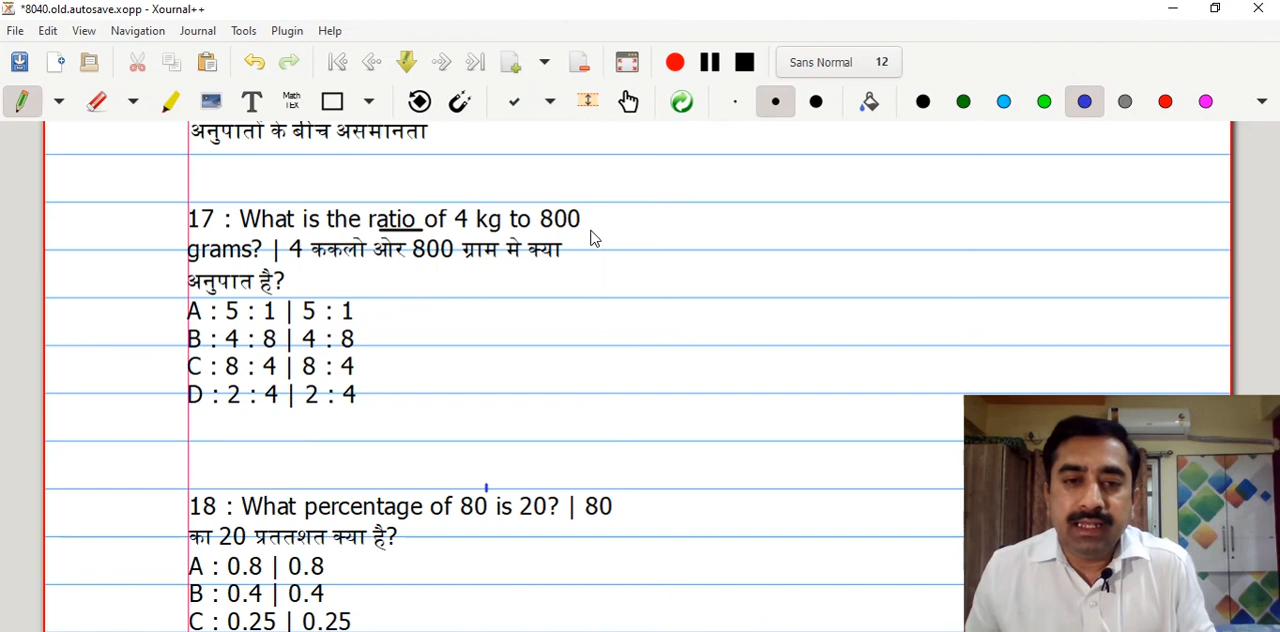 *8040.old.autosave.xopp - Xournal++
File Edit View Navigation Journal Tools Plugin Help
Sans Normal 12
T Math TEX
अनुपातों के बीच असमानता
17 : What is the ratio of 4 kg to 800
grams? | 4 ककलो ओर 800 ग्राम मे क्या
अनुपात है?
A : 5 : 1 | 5 : 1
B : 4 : 8 | 4 : 8
C : 8 : 4 | 8 : 4
D : 2 : 4 | 2 : 4
18 : What percentage of 80 is 20? | 80
का 20 प्रततशत क्या है?
A : 0.8 | 0.8
B : 0.4 | 0.4
C : 0.25 | 0.25